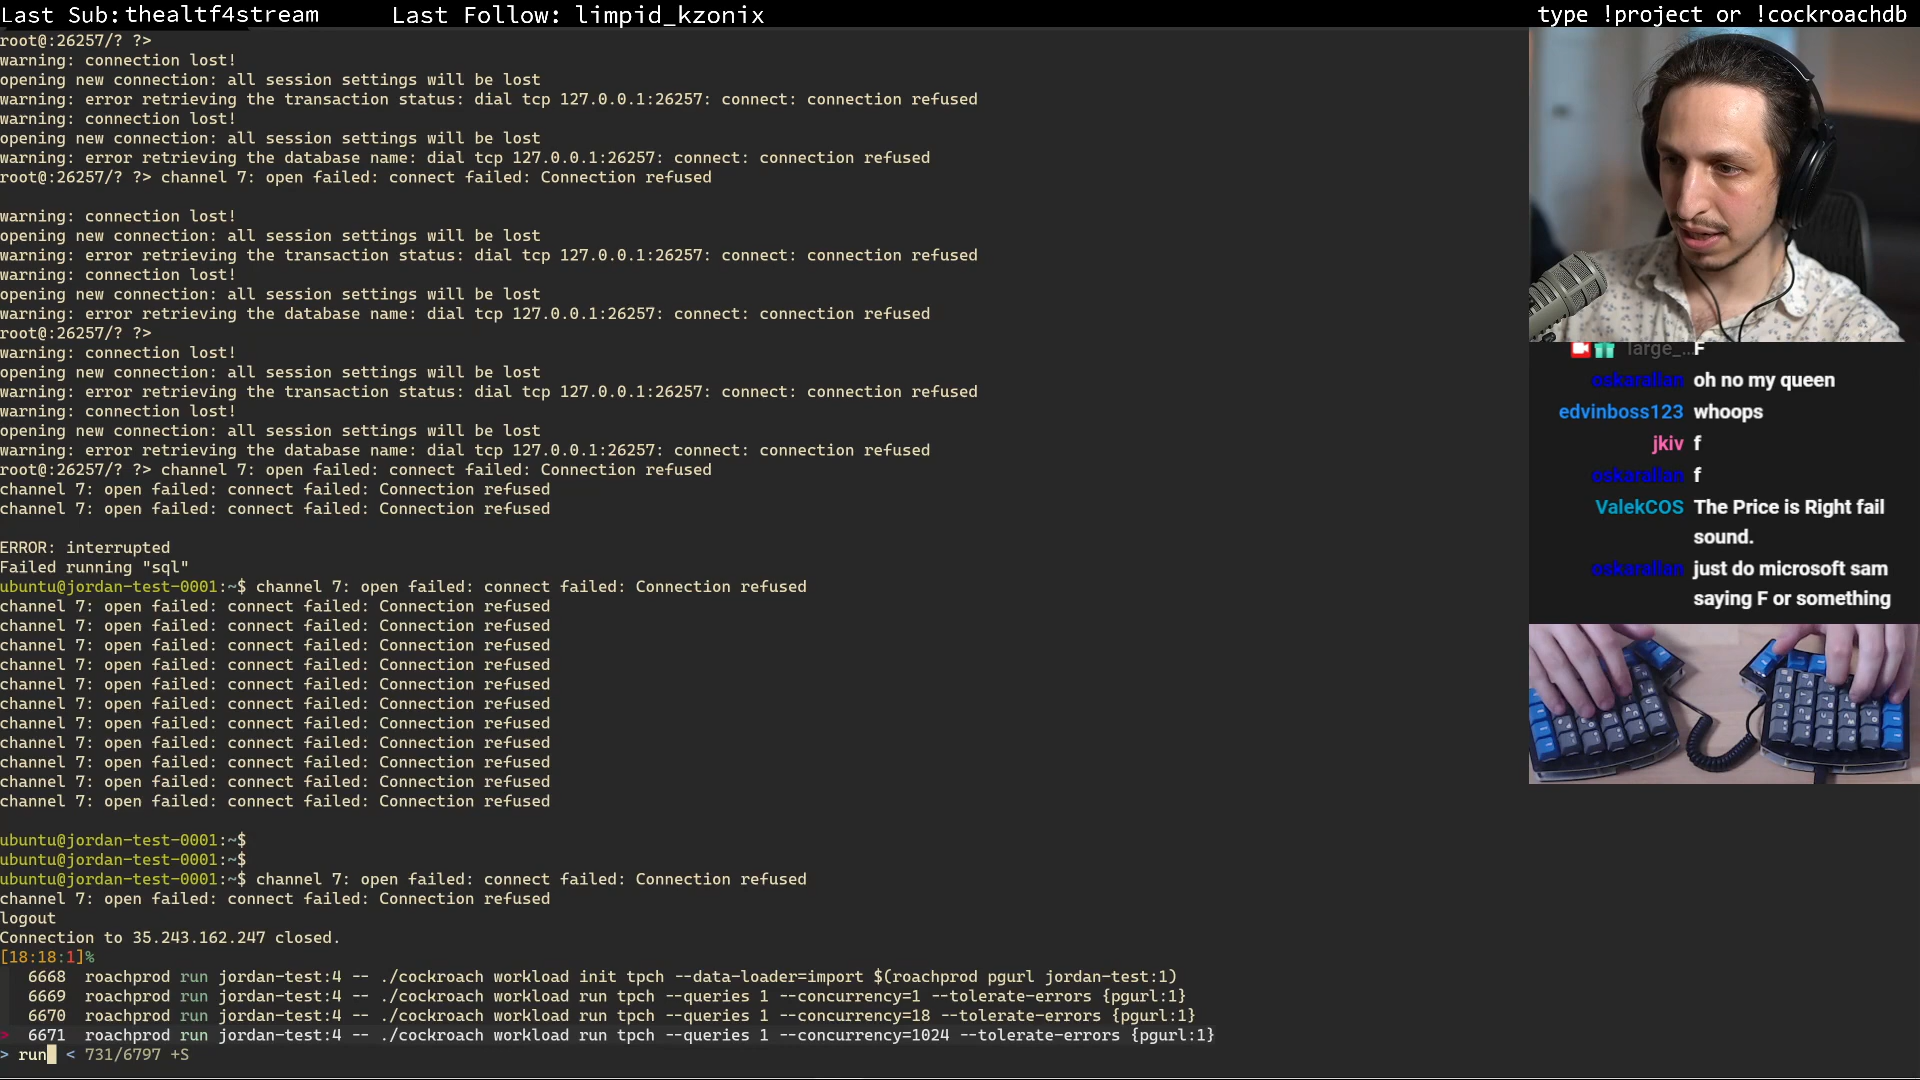 Last Sub:thealtf4stream Last Follow: limpid_kzonix type !project or !cockroachdb
root@:26257/? ?>
warning: connection lost!
opening new connection: all session settings will be lost
warning: error retrieving the transaction status: dial tcp 127.0.0.1:26257: connect: connection refused
warning: connection lost!
opening new connection: all session settings will be lost
warning: error retrieving the database name: dial tcp 127.0.0.1:26257: connect: connection refused
root@:26257/? ?> channel 7: open failed: connect failed: Connection refused
warning: connection lost!
opening new connection: all session settings will be lost
warning: error retrieving the transaction status: dial tcp 127.0.0.1:26257: connect: connection refused
warning: connection lost!
opening new connection: all session settings will be lost
warning: error retrieving the database name: dial tcp 127.0.0.1:26257: connect: connection refused
root@:26257/? ?>
warning: connection lost!
opening new connection: all session settings will be lost
warning: error retrieving the transaction status: dial tcp 127.0.0.1:26257: connect: connection refused
warning: connection lost!
opening new connection: all session settings will be lost
warning: error retrieving the database name: dial tcp 127.0.0.1:26257: connect: connection refused
root@:26257/? ?> channel 7: open failed: connect failed: Connection refused
channel 7: open failed: connect failed: Connection refused
channel 7: open failed: connect failed: Connection refused
ERROR: interrupted
Failed running "sql"
ubuntu@jordan-test-0001:~$ channel 7: open failed: connect failed: Connection refused
channel 7: open failed: connect failed: Connection refused
channel 7: open failed: connect failed: Connection refused
channel 7: open failed: connect failed: Connection refused
channel 7: open failed: connect failed: Connection refused
channel 7: open failed: connect failed: Connection refused
channel 7: open failed: connect failed: Connection refused
channel 7: open failed: connect failed: Connection refused
channel 7: open failed: connect failed: Connection refused
channel 7: open failed: connect failed: Connection refused
channel 7: open failed: connect failed: Connection refused
channel 7: open failed: connect failed: Connection refused
ubuntu@jordan-test-0001:~$
ubuntu@jordan-test-0001:~$
ubuntu@jordan-test-0001:~$ channel 7: open failed: connect failed: Connection refused
channel 7: open failed: connect failed: Connection refused
logout
Connection to 35.243.162.247 closed.
[18:18:1]%
6668 roachprod run jordan-test:4 -- ./cockroach workload init tpch --data-loader=import $(roachprod pgurl jordan-test:1)
6669 roachprod run jordan-test:4 -- ./cockroach workload run tpch --queries 1 --concurrency=1 --tolerate-errors {pgurl:1}
6670 roachprod run jordan-test:4 -- ./cockroach workload run tpch --queries 1 --concurrency=18 --tolerate-errors {pgurl:1}
> 6671 roachprod run jordan-test:4 -- ./cockroach workload run tpch --queries 1 --concurrency=1024 --tolerate-errors {pgurl:1}
> run < 731/6797 +S
large_… F
oskarallan oh no my queen
edvinboss123 whoops
jkiv f
oskarallan f
ValekCOS The Price is Right fail
sound.
oskarallan just do microsoft sam
saying F or something